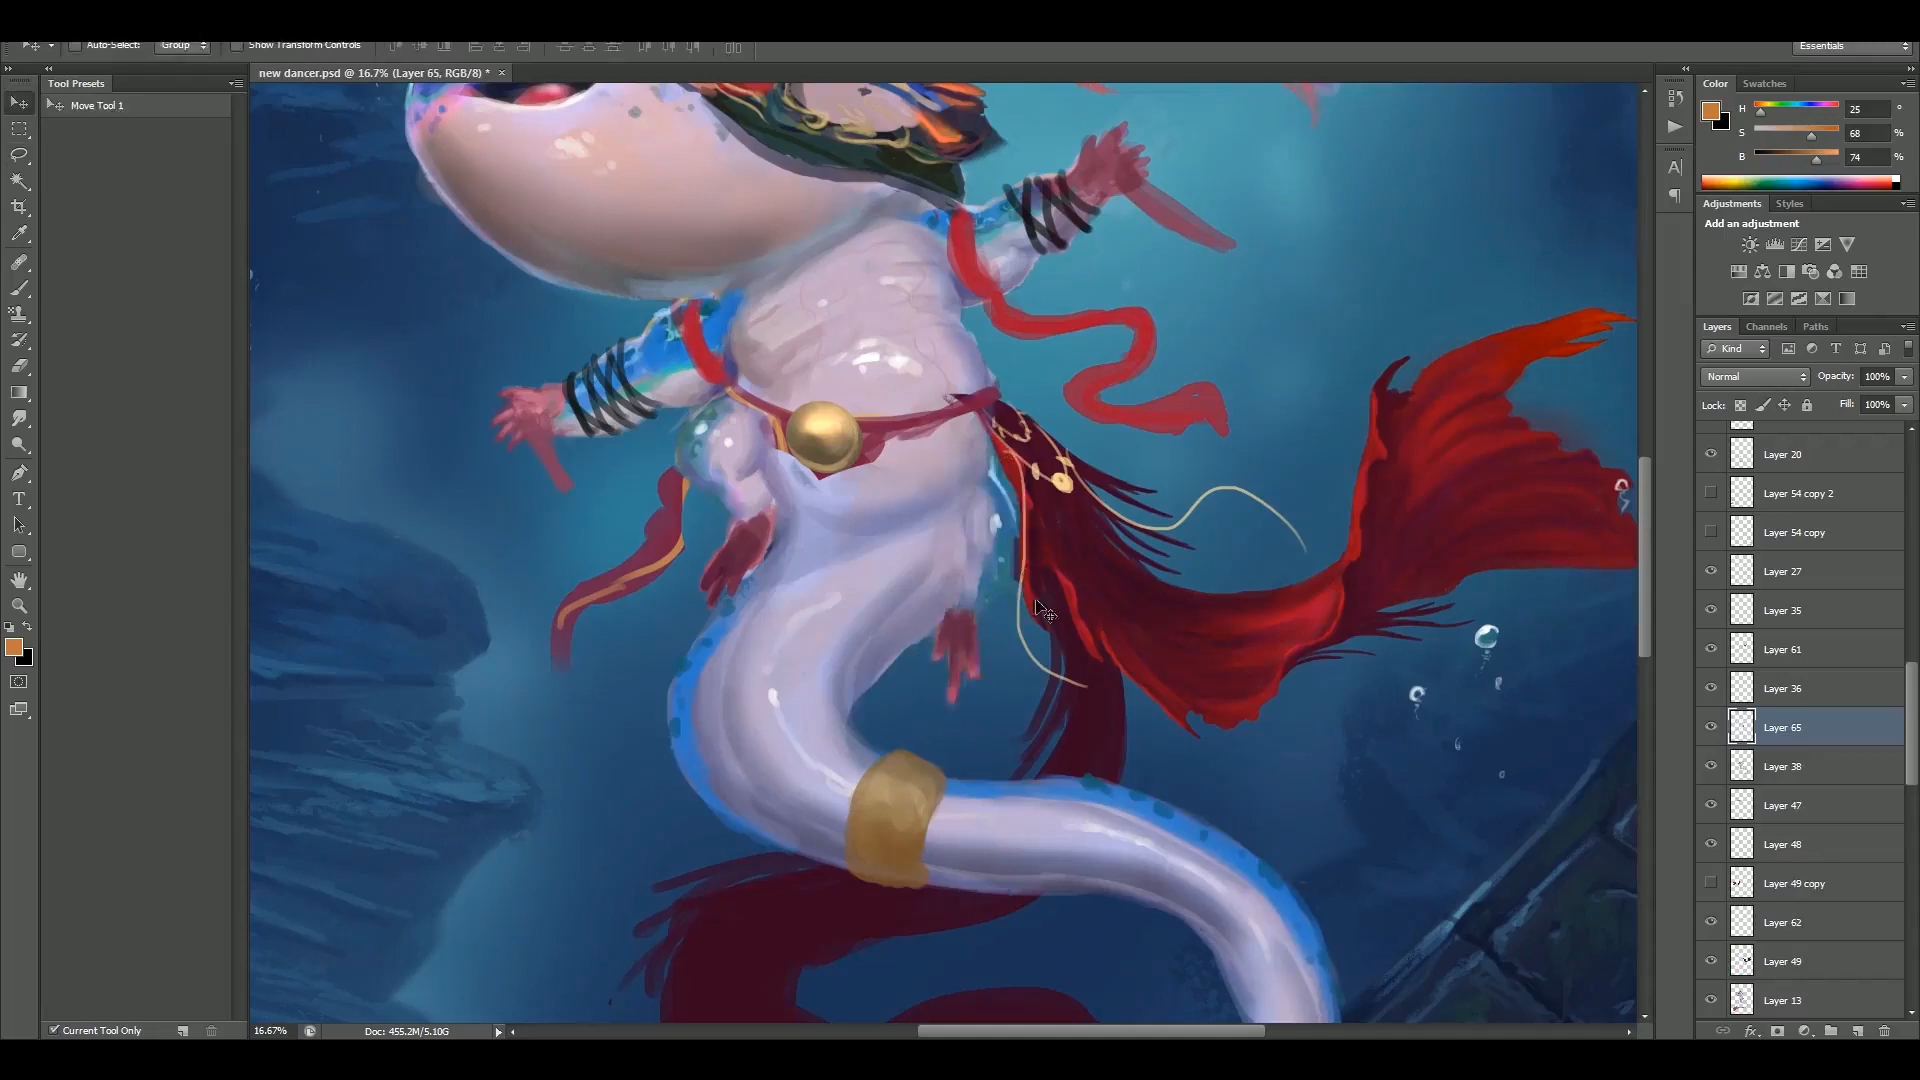 Auto-Select:
Group
Show Transform Controls
Essentials
Tool Presets
Move Tool 1
Current Tool Only
new dancer.psd @ 16.7% (Layer 65, RGB/8) *
16.67%
Doc: 455.2M/5.10G
Color
Swatches
H
25
°
S
68
%
B
74
%
Adjustments
Styles
Add an adjustment
Layers
Channels
Paths
Kind
Normal
Opacity:
100%
Lock:
Fill:
100%
Layer 20
Layer 54 copy 2
Layer 54 copy
Layer 27
Layer 35
Layer 61
Layer 36
Layer 65
Layer 38
Layer 47
Layer 48
Layer 49 copy
Layer 62
Layer 49
Layer 13